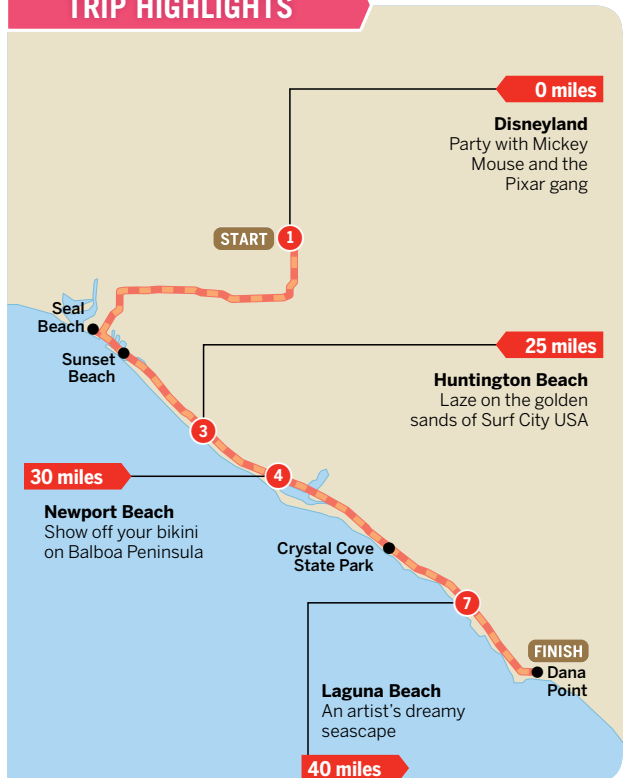 TRIP HIGHLIGHTS
0 miles
Disneyland
Party with Mickey
Mouse and the
Pixar gang
START
1
Seal
Beach
Sunset
Beach
25 miles
Huntington Beach
Laze on the golden
sands of Surf City USA
3
30 miles
4
Newport Beach
Show off your bikini
on Balboa Peninsula
Crystal Cove
State Park
7
FINISH
Dana
Point
Laguna Beach
An artist's dreamy
seascape
40 miles